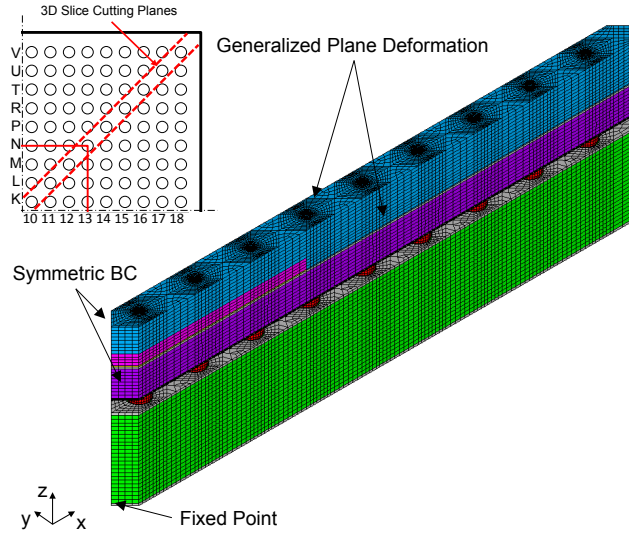 3D Slice Cutting Planes
Generalized Plane Deformation
V
U
T
R
P
N
M
L
K
10 11 12 13 14 15 16 17 18
Symmetric BC
Fixed Point
z
y
x